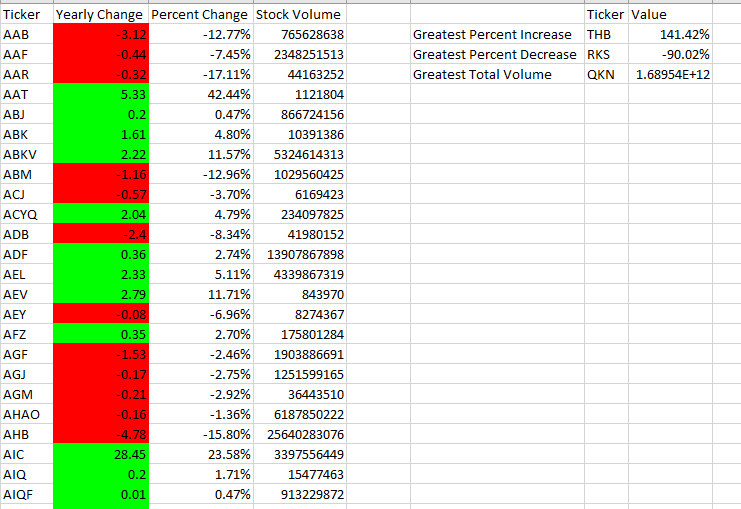 Ticker Yearly Change Percent Change Stock Volume Ticker Value
AAB -3.12 -12.77% 765628638 Greatest Percent Increase THB 141.42%
AAF -0.44 -7.45% 2348251513 Greatest Percent Decrease RKS -90.02%
AAR -0.32 -17.11% 44163252 Greatest Total Volume QKN 1.68954E+12
AAT 5.33 42.44% 1121804
ABJ 0.2 0.47% 866724156
ABK 1.61 4.80% 10391386
ABKV 2.22 11.57% 5324614313
ABM -1.16 -12.96% 1029560425
ACJ -0.57 -3.70% 6169423
ACYQ 2.04 4.79% 234097825
ADB -2.4 -8.34% 41980152
ADF 0.36 2.74% 13907867898
AEL 2.33 5.11% 4339867319
AEV 2.79 11.71% 843970
AEY -0.08 -6.96% 8274367
AFZ 0.35 2.70% 175801284
AGF -1.53 -2.46% 1903886691
AGJ -0.17 -2.75% 1251599165
AGM -0.21 -2.92% 36443510
AHAO -0.16 -1.36% 6187850222
AHB -4.78 -15.80% 25640283076
AIC 28.45 23.58% 3397556449
AIQ 0.2 1.71% 15477463
AIQF 0.01 0.47% 913229872